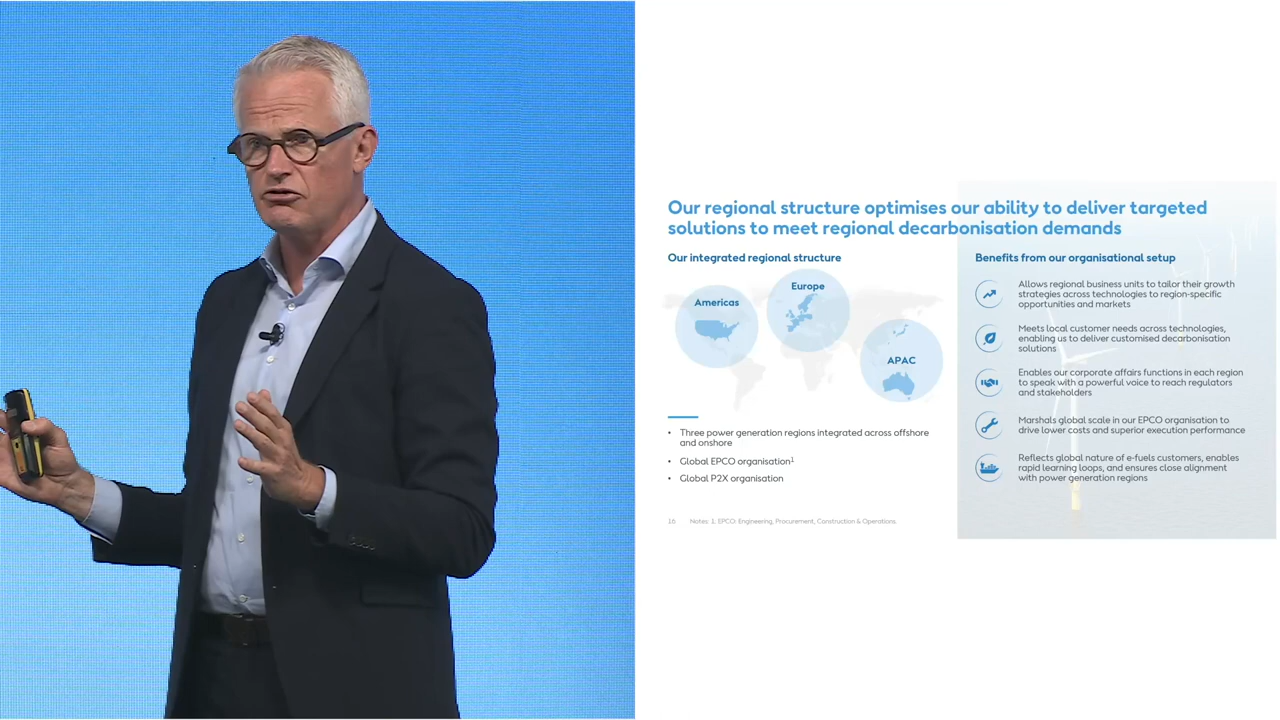 Our regional structure optimises our ability to deliver targeted
solutions to meet regional decarbonisation demands
Our integrated regional structure
Americas
Europe
APAC
• Three power generation regions integrated across offshore
and onshore
• Global EPCO organisation1
• Global P2X organisation
Benefits from our organisational setup
Allows regional business units to tailor their growth
strategies across technologies to region-specific
opportunities and markets
Meets local customer needs across technologies,
enabling us to deliver customised decarbonisation
solutions
Enables our corporate affairs functions in each region
to speak with a powerful voice to reach regulators
and stakeholders
Marshals global scale in our EPCO organisation to
drive lower costs and superior execution performance
Reflects global nature of e-fuels customers, enables
rapid learning loops, and ensures close alignment
with power generation regions
16 Notes: 1. EPCO: Engineering, Procurement, Construction & Operations.